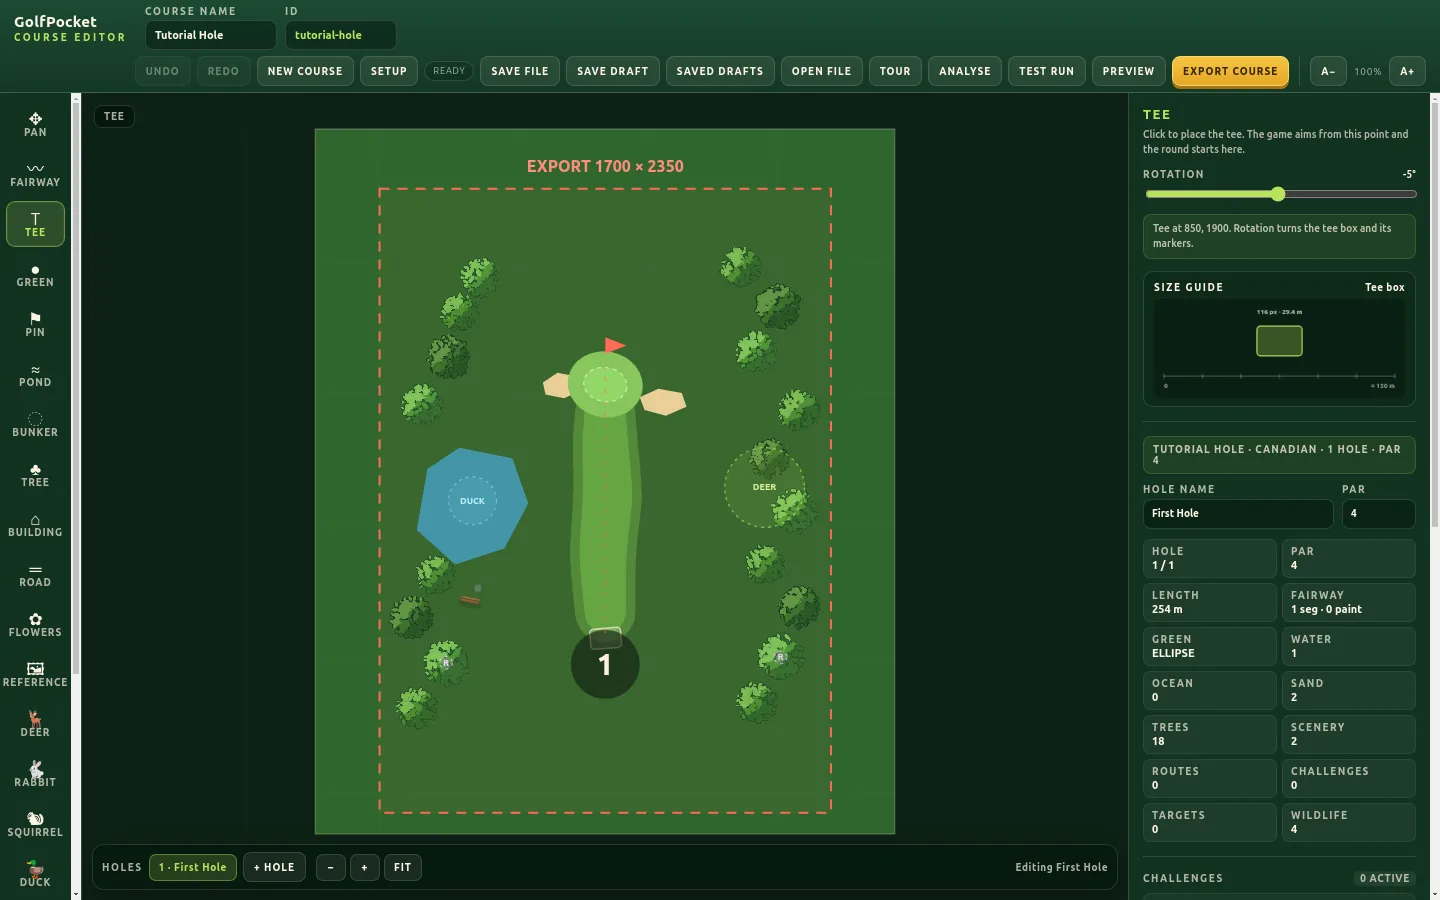 GolfPocket
COURSE EDITOR
COURSE NAME
ID
Tutorial Hole
tutorial-hole
UNDO
REDO
NEW COURSE
SETUP
READY
SAVE FILE
SAVE DRAFT
SAVED DRAFTS
OPEN FILE
TOUR
ANALYSE
TEST RUN
PREVIEW
EXPORT COURSE
A−
100%
A+
PAN
FAIRWAY
T
TEE
GREEN
PIN
POND
BUNKER
TREE
BUILDING
ROAD
FLOWERS
REFERENCE
DEER
RABBIT
SQUIRREL
DUCK
TEE
EXPORT 1700 × 2350
DUCK
DEER
R
R
1
HOLES
1 · First Hole
+ HOLE
−
+
FIT
Editing First Hole
TEE
Click to place the tee. The game aims from this point and
the round starts here.
ROTATION
-5°
Tee at 850, 1900. Rotation turns the tee box and its
markers.
SIZE GUIDE
Tee box
116 px · 29.4 m
0
≈ 150 m
TUTORIAL HOLE · CANADIAN · 1 HOLE · PAR
4
HOLE NAME
PAR
First Hole
4
HOLE
1 / 1
PAR
4
LENGTH
254 m
FAIRWAY
1 seg · 0 paint
GREEN
ELLIPSE
WATER
1
OCEAN
0
SAND
2
TREES
18
SCENERY
2
ROUTES
0
CHALLENGES
0
TARGETS
0
WILDLIFE
4
CHALLENGES
0 ACTIVE